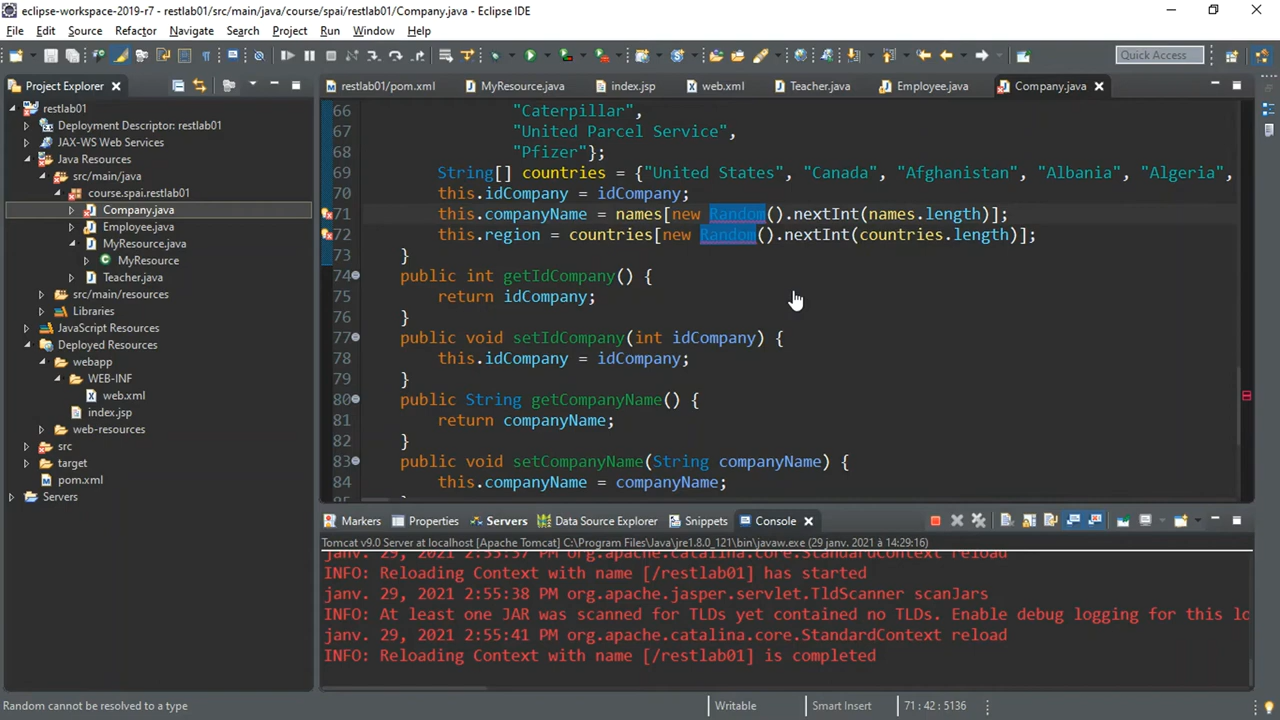 eclipse-workspace-2019-r7 - restlab01/src/main/java/course/spai/restlab01/Company.java - Eclipse IDE
File Edit Source Refactor Navigate Search Project Run Window Help
Quick Access
Project Explorer
restlab01/pom.xml MyResource.java index.jsp web.xml Teacher.java Employee.java Company.java
restlab01
Deployment Descriptor: restlab01
JAX-WS Web Services
Java Resources
src/main/java
course.spai.restlab01
Company.java
Employee.java
MyResource.java
MyResource
Teacher.java
src/main/resources
Libraries
JavaScript Resources
Deployed Resources
webapp
WEB-INF
web.xml
index.jsp
web-resources
src
target
pom.xml
Servers
66 "Caterpillar",
67 "United Parcel Service",
68 "Pfizer"};
69 String[] countries = {"United States", "Canada", "Afghanistan", "Albania", "Algeria",
70 this.idCompany = idCompany;
71 this.companyName = names[new Random().nextInt(names.length)];
72 this.region = countries[new Random().nextInt(countries.length)];
73 }
74 public int getIdCompany() {
75 return idCompany;
76 }
77 public void setIdCompany(int idCompany) {
78 this.idCompany = idCompany;
79 }
80 public String getCompanyName() {
81 return companyName;
82 }
83 public void setCompanyName(String companyName) {
84 this.companyName = companyName;
85 }
Markers Properties Servers Data Source Explorer Snippets Console
Tomcat v9.0 Server at localhost [Apache Tomcat] C:\Program Files\Java\jre1.8.0_121\bin\javaw.exe (29 janv. 2021 à 14:29:16)
janv. 29, 2021 2:55:37 PM org.apache.catalina.core.StandardContext reload
INFO: Reloading Context with name [/restlab01] has started
janv. 29, 2021 2:55:38 PM org.apache.jasper.servlet.TldScanner scanJars
INFO: At least one JAR was scanned for TLDs yet contained no TLDs. Enable debug logging for this lo
janv. 29, 2021 2:55:41 PM org.apache.catalina.core.StandardContext reload
INFO: Reloading Context with name [/restlab01] is completed
Random cannot be resolved to a type
Writable
Smart Insert
71 : 42 : 5136